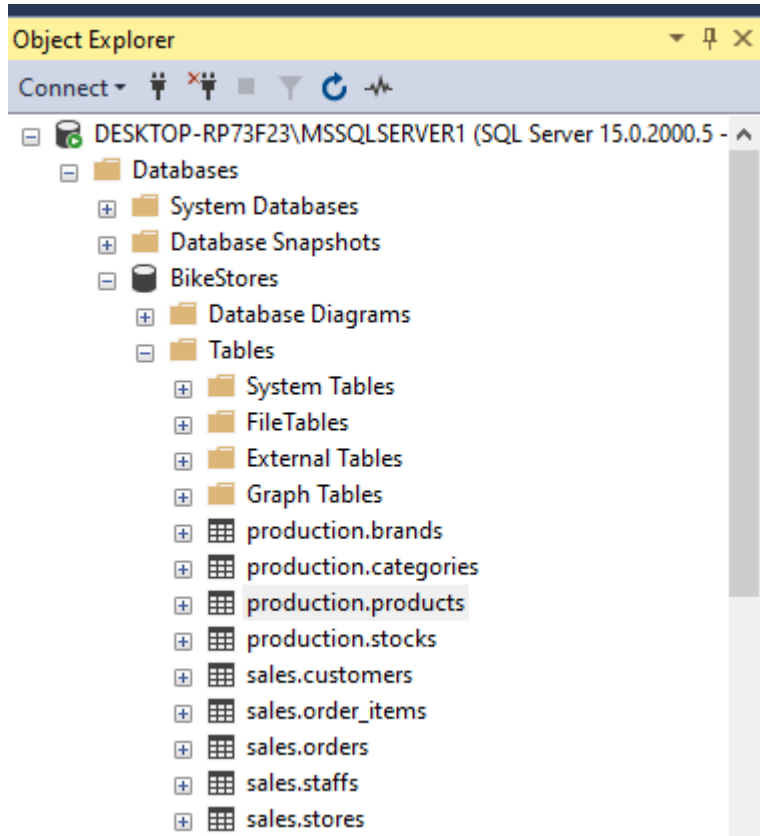 Object Explorer
Connect
DESKTOP-RP73F23\MSSQLSERVER1 (SQL Server 15.0.2000.5 -
Databases
System Databases
Database Snapshots
BikeStores
Database Diagrams
Tables
System Tables
FileTables
External Tables
Graph Tables
production.brands
production.categories
production.products
production.stocks
sales.customers
sales.order_items
sales.orders
sales.staffs
sales.stores